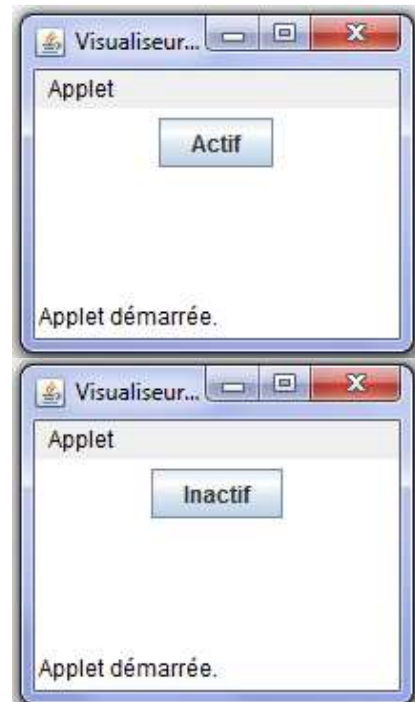 Visualiseur...
Applet
Actif
Applet démarrée.
Visualiseur...
Applet
Inactif
Applet démarrée.